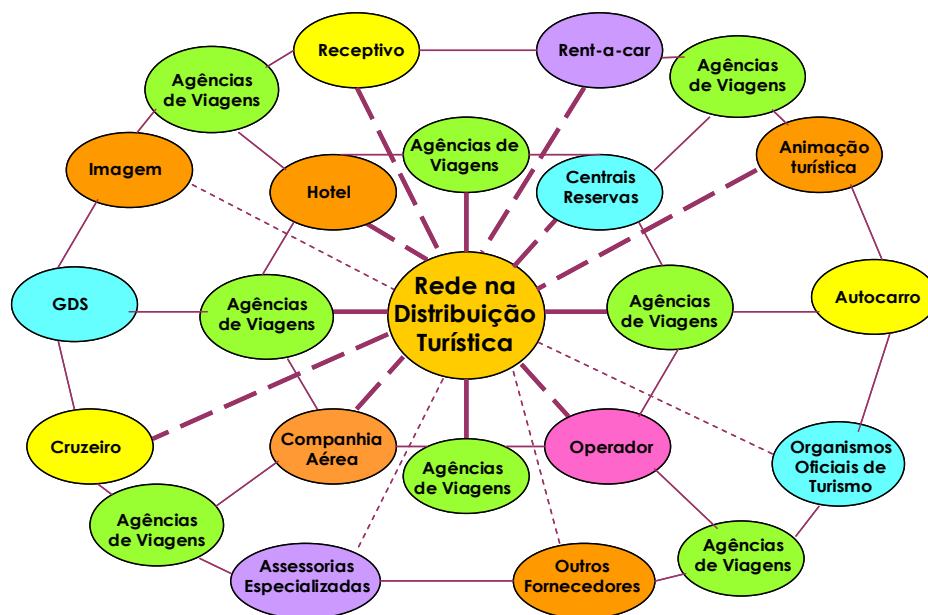 Receptivo
Rent-a-car
Agências
de Viagens
Agências
de Viagens
Imagem
Hotel
Agências de
Viagens
Centrais
Reservas
Animação
turística
GDS
Agências
de Viagens
Rede na
Distribuição
Turística
Agências
de Viagens
Autocarro
Cruzeiro
Companhia
Aérea
Agências
de Viagens
Operador
Organismos
Oficiais de
Turismo
Agências
de Viagens
Assessorias
Especializadas
Outros
Fornecedores
Agências
de Viagens